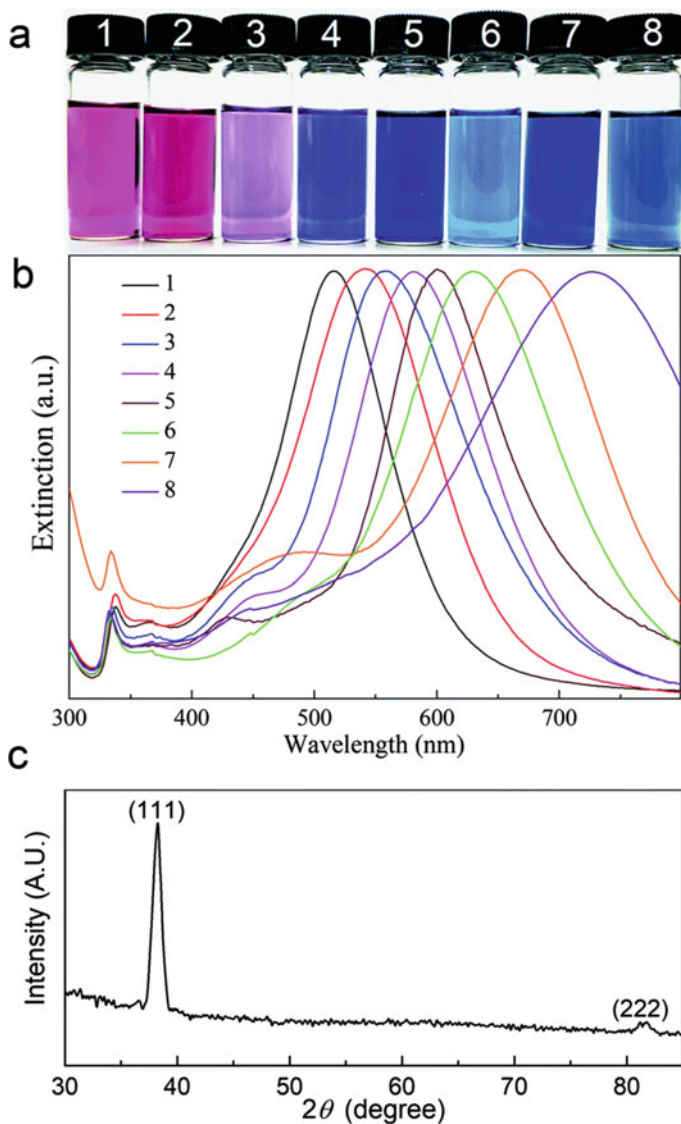 a
1 2 3 4 5 6 7 8
b
1
2
3
4
5
6
7
8
Extinction (a.u.)
300 400 500 600 700
Wavelength (nm)
c
(111)
(222)
Intensity (A.U.)
30 40 50 60 70 80
2θ (degree)